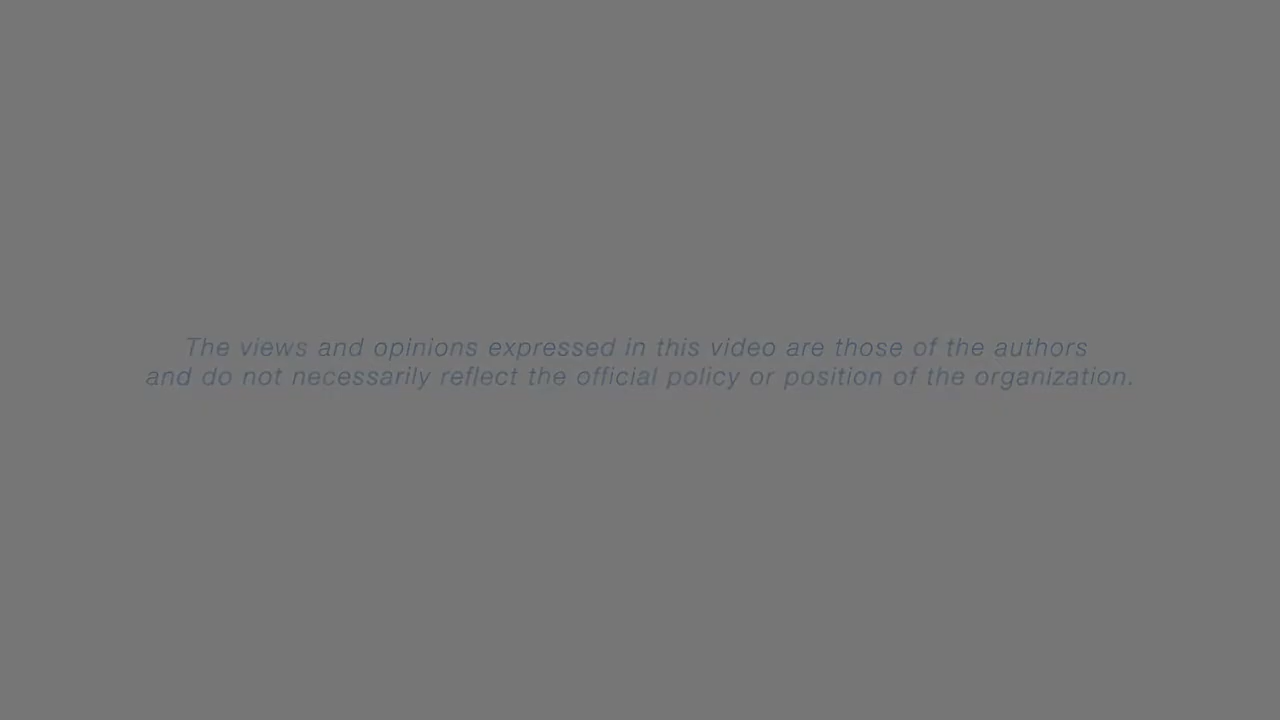 The views and opinions expressed in this video are those of the authors
and do not necessarily reflect the official policy or position of the organization.